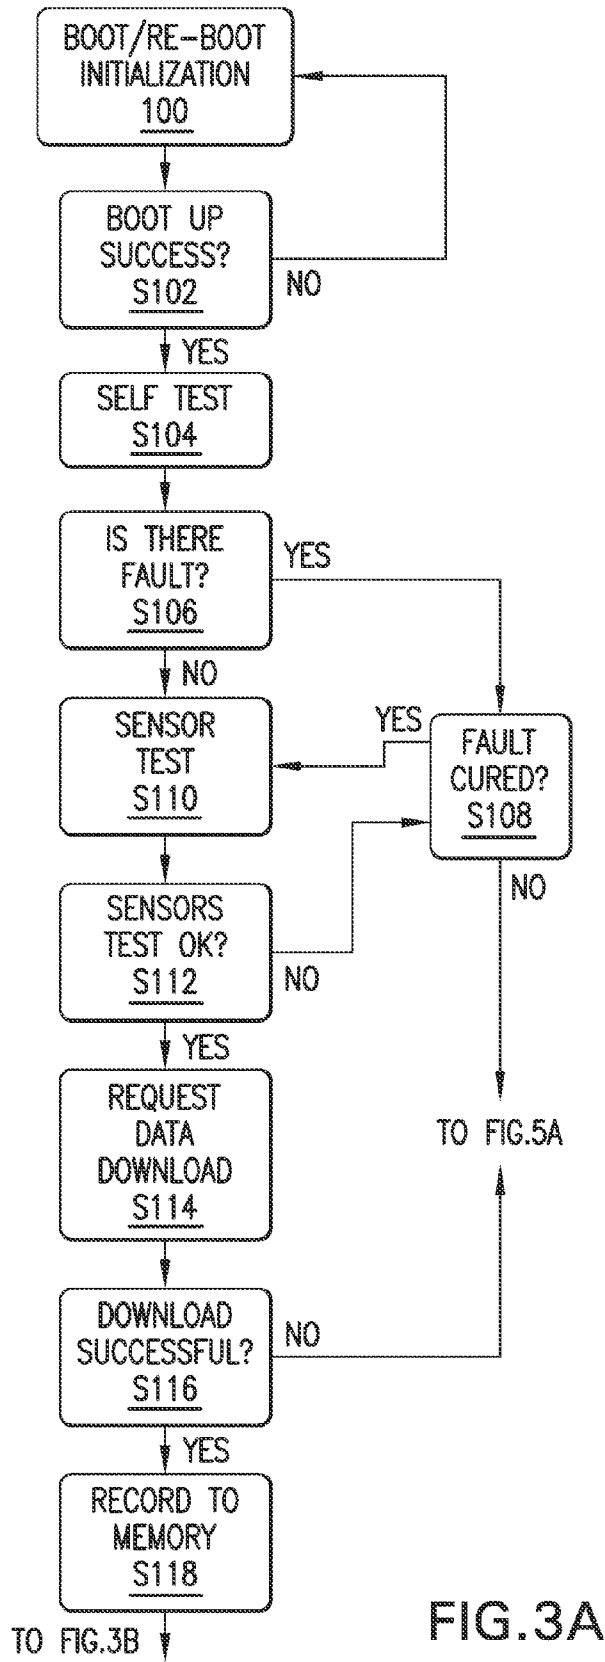 BOOT/RE-BOOT
INITIALIZATION
100
BOOT UP
SUCCESS?
S102
NO
YES
SELF TEST
S104
IS THERE
FAULT?
S106
YES
NO
SENSOR
TEST
S110
YES
FAULT
CURED?
S108
NO
SENSORS
TEST OK?
S112
NO
YES
REQUEST
DATA
DOWNLOAD
S114
TO FIG.5A
DOWNLOAD
SUCCESSFUL?
S116
NO
YES
RECORD TO
MEMORY
S118
TO FIG.3B
FIG.3A